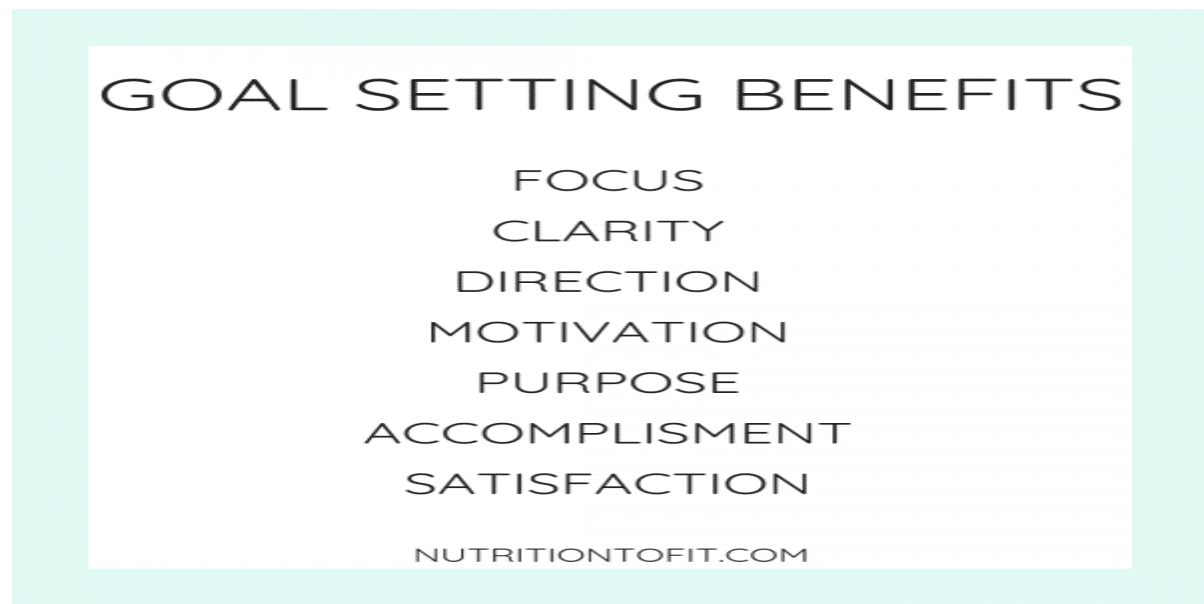 GOAL SETTING BENEFITS
FOCUS
CLARITY
DIRECTION
MOTIVATION
PURPOSE
ACCOMPLISMENT
SATISFACTION
NUTRITIONTOFIT.COM